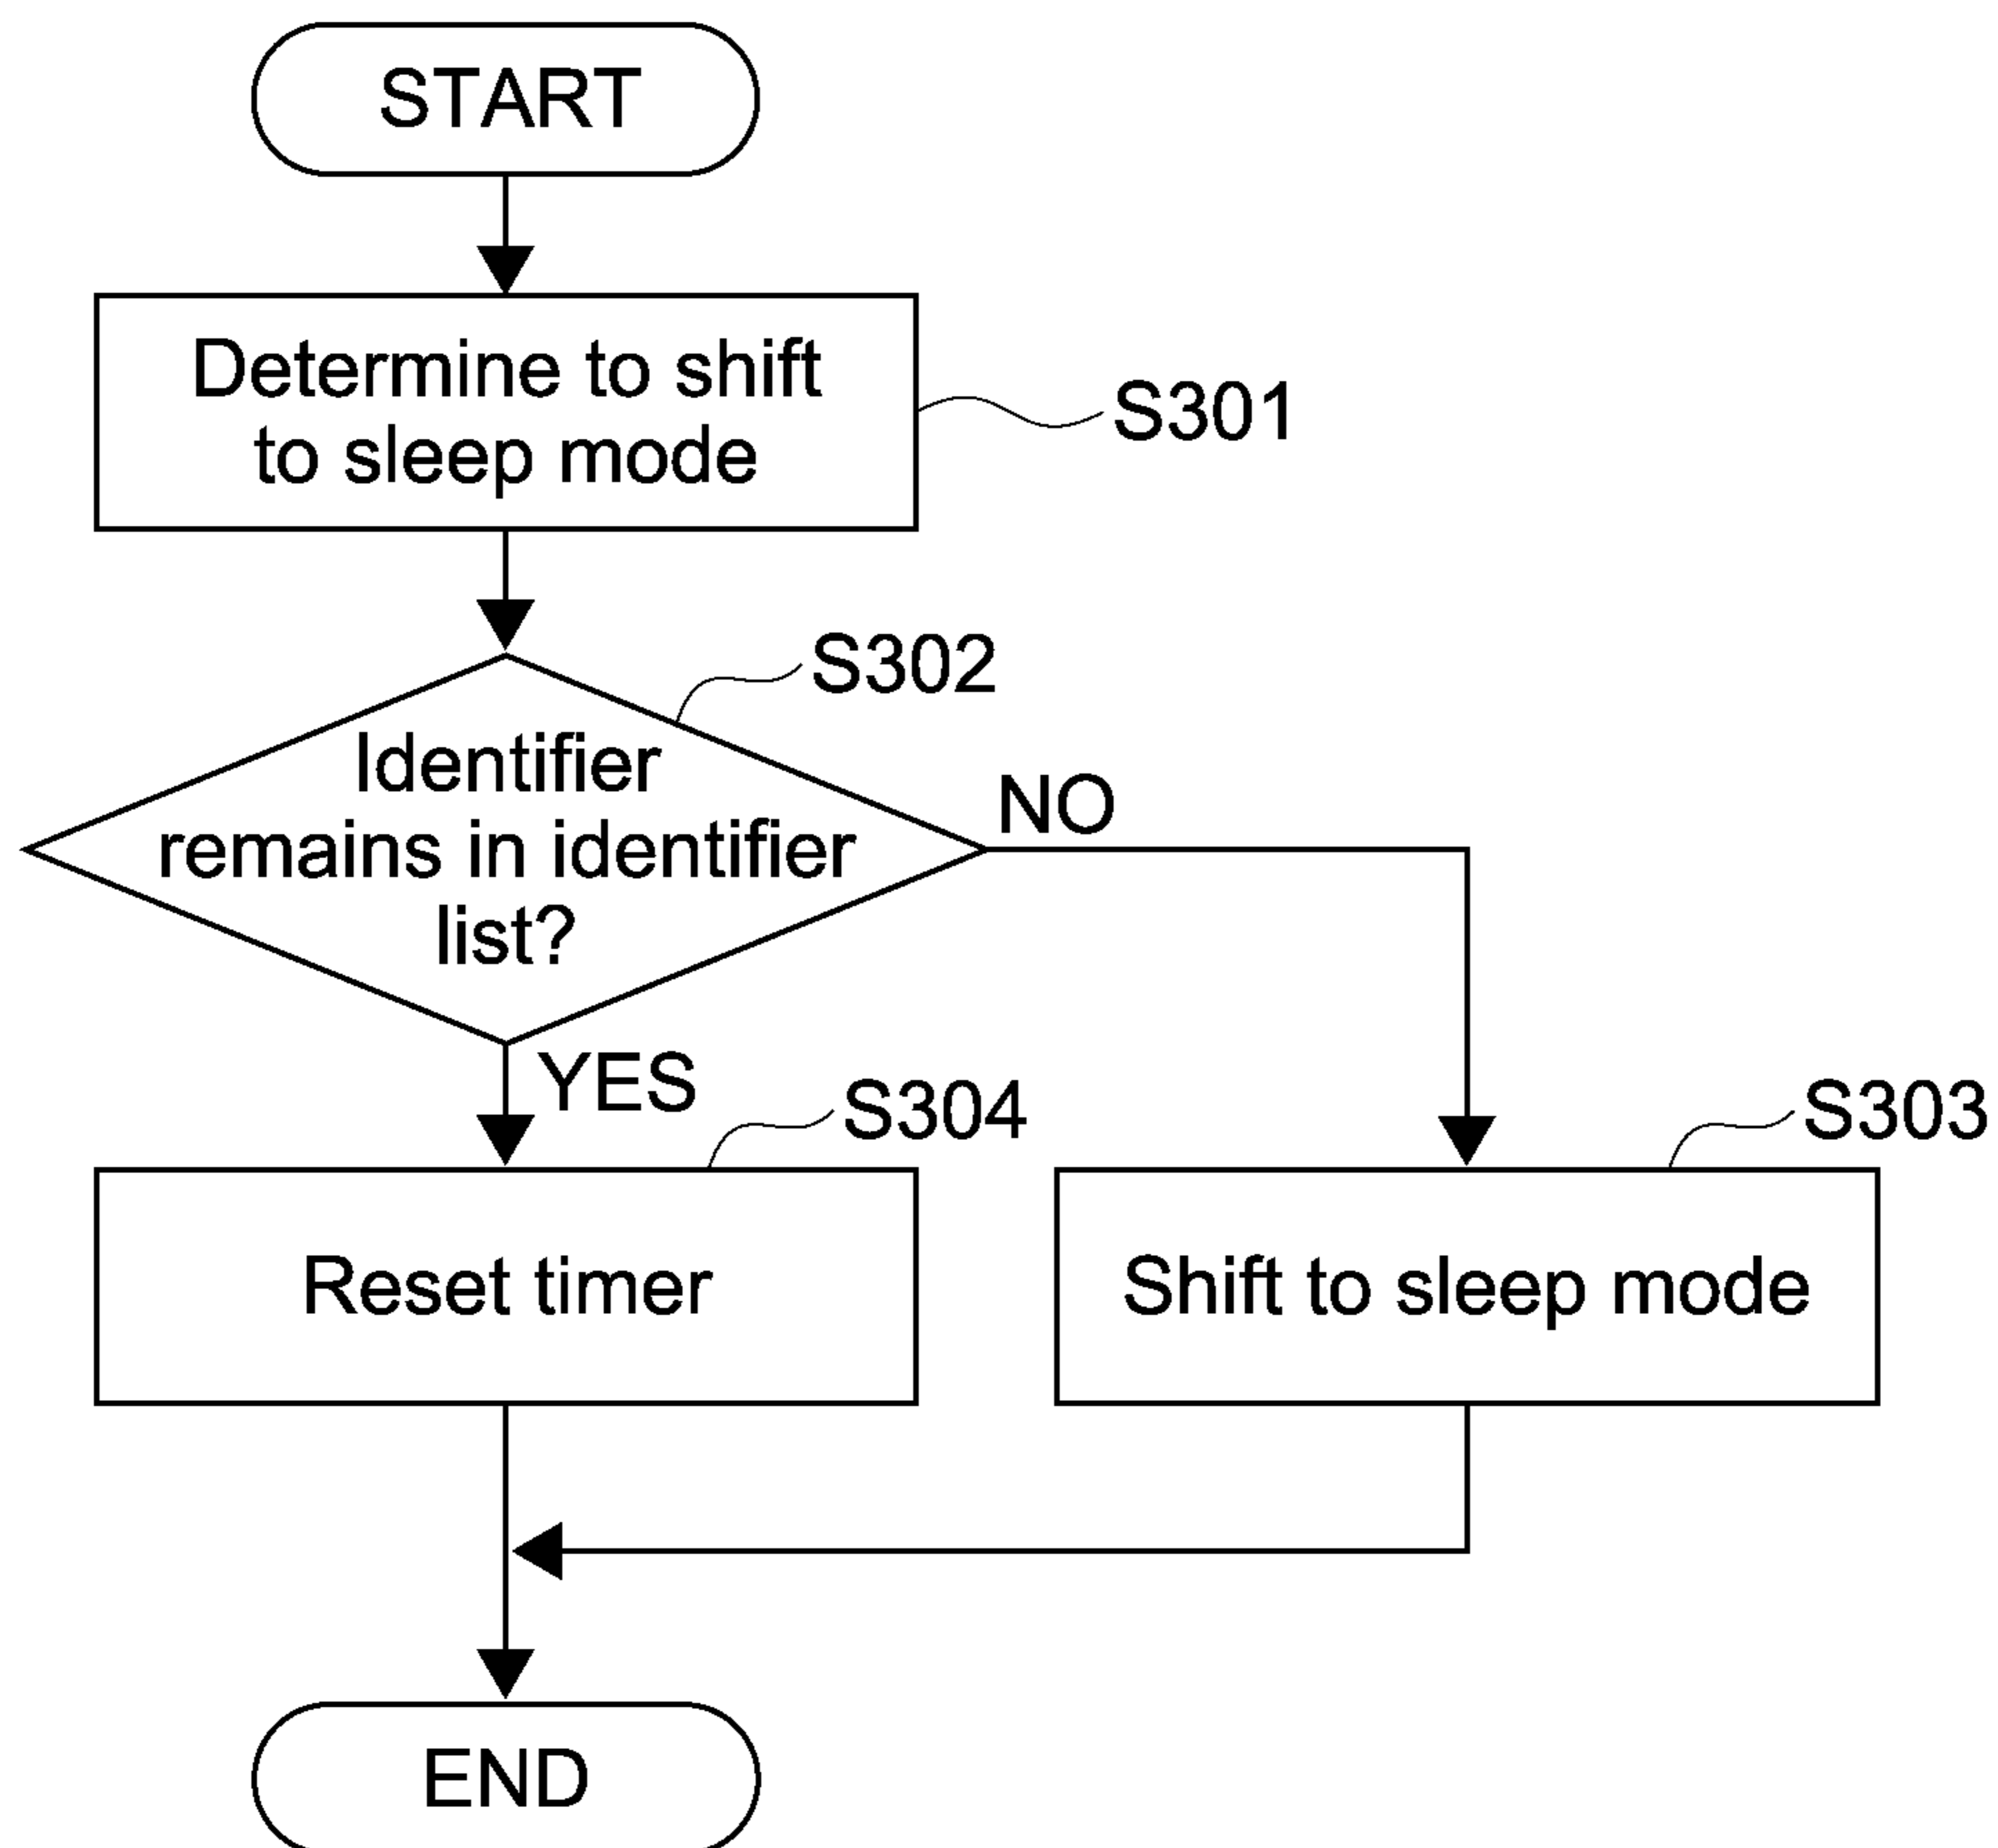 START
Determine to shift
to sleep mode
S301
S302
Identifier
remains in identifier
list?
NO
YES
S304
S303
Reset timer
Shift to sleep mode
END